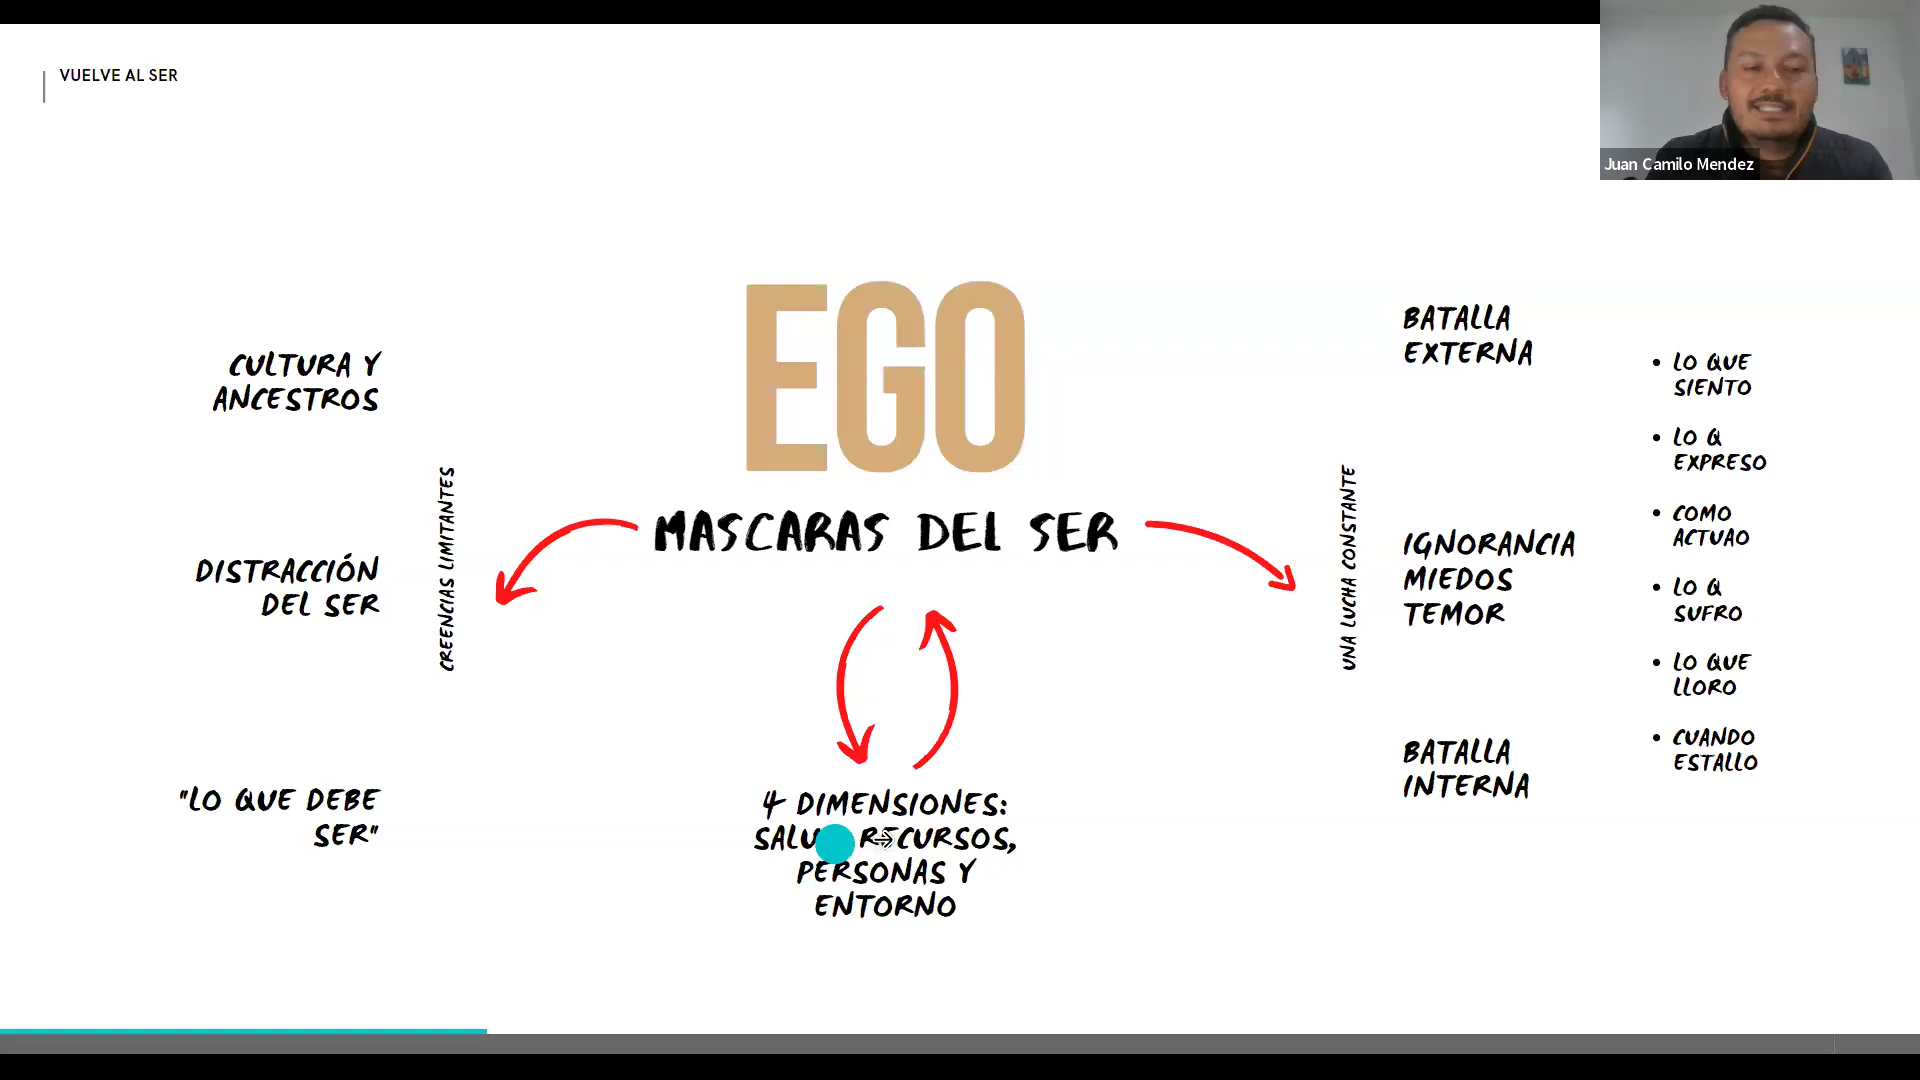 VUELVE AL SER
Juan Camilo Mendez
EGO
MASCARAS DEL SER
CULTURA Y
ANCESTROS
DISTRACCIÓN
DEL SER
"LO QUE DEBE
SER"
CREENCIAS LIMITANTES
4 DIMENSIONES:
RECURSOS,
PERSONAS Y
ENTORNO
UNA LUCHA CONSTANTE
BATALLA
EXTERNA
IGNORANCIA
MIEDOS
TEMOR
BATALLA
INTERNA
• LO QUE
SIENTO
• LO Q
EXPRESO
• COMO
ACTUAO
• LO Q
SUFRO
• LO QUE
LLORO
• CUANDO
ESTALLO